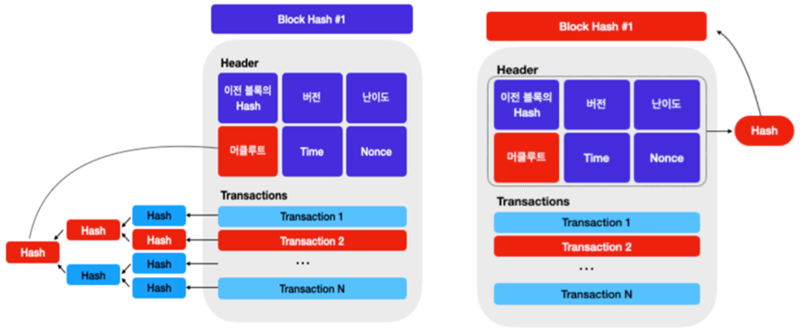 Block Hash #1
Header
이전 블록의
Hash
버전
난이도
머클루트
Time
Nonce
Transactions
Transaction 1
Transaction 2
...
Transaction N
Hash
Hash
Hash
Hash
Hash
Hash
Hash
Block Hash #1
Header
이전 블록의
Hash
버전
난이도
머클루트
Time
Nonce
Hash
Transactions
Transaction 1
Transaction 2
...
Transaction N